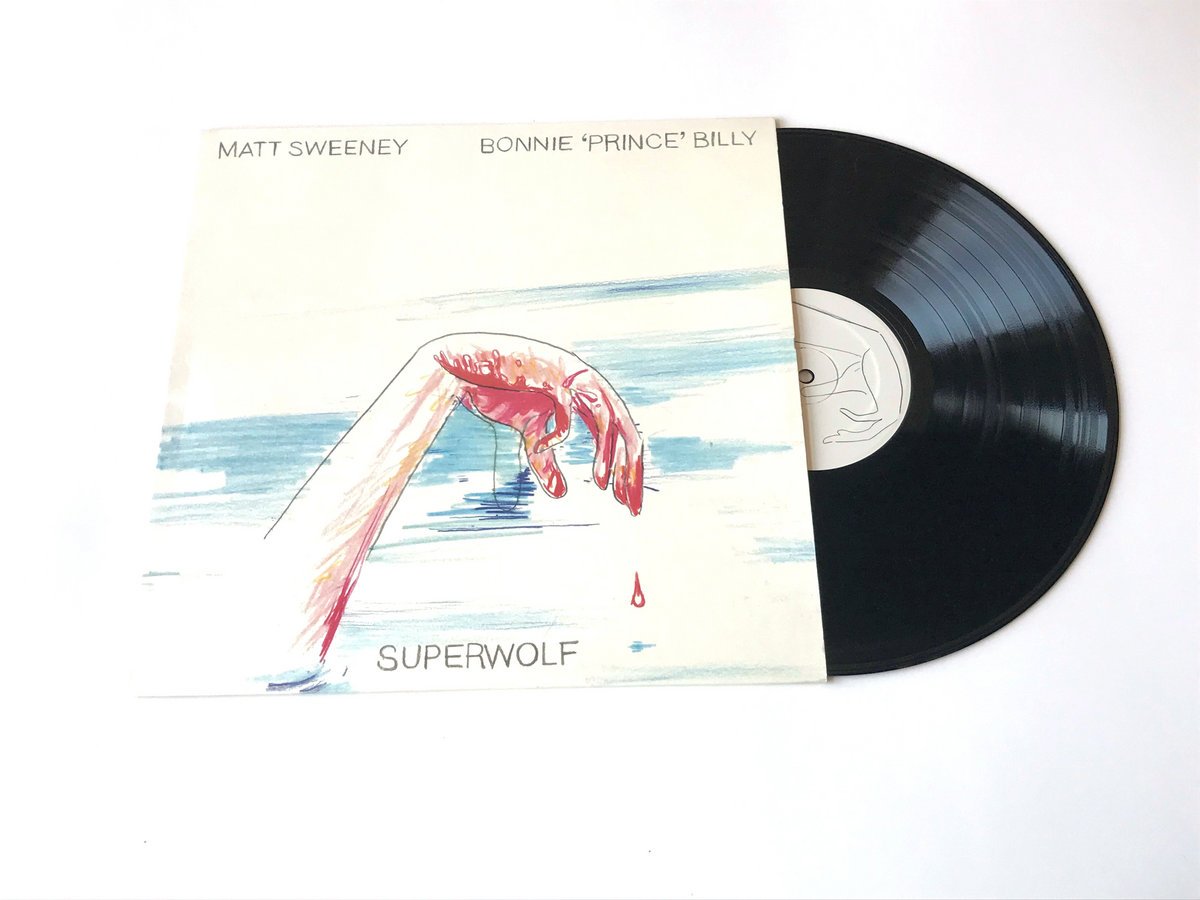 MATT SWEENEY BONNIE ‘PRINCE’ BILLY
SUPERWOLF